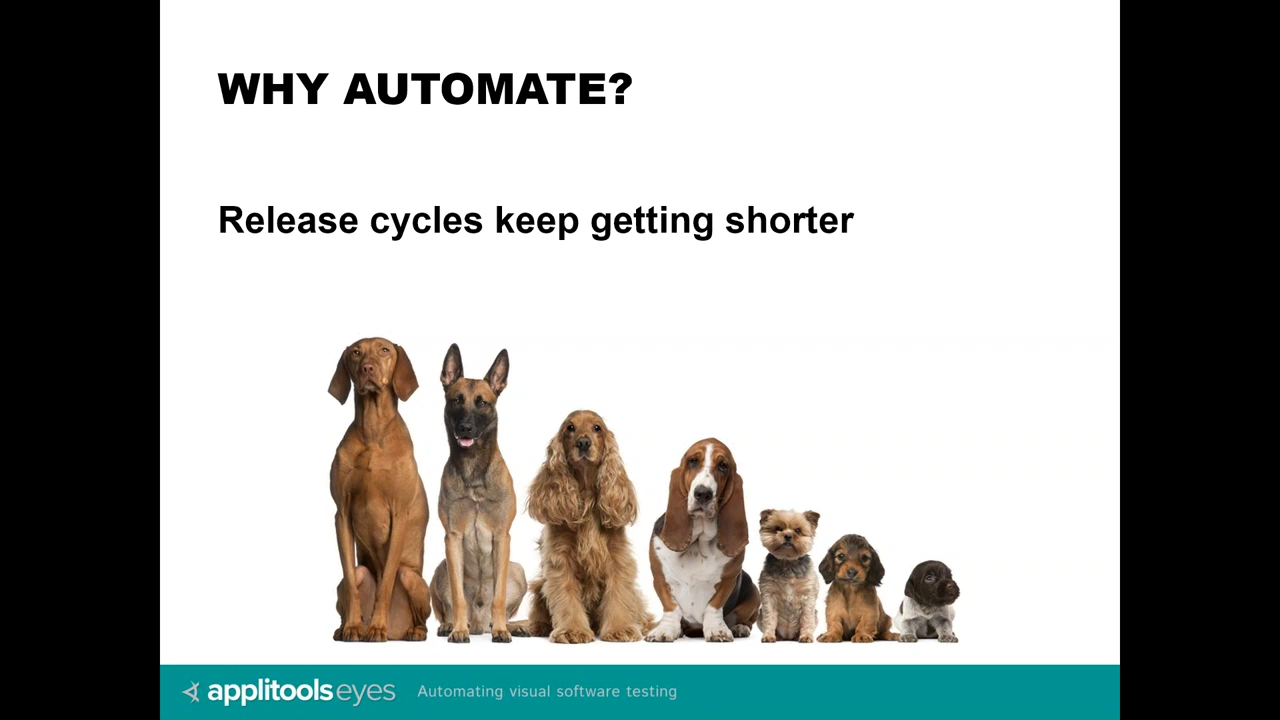 WHY AUTOMATE?
Release cycles keep getting shorter
applitools eyes Automating visual software testing